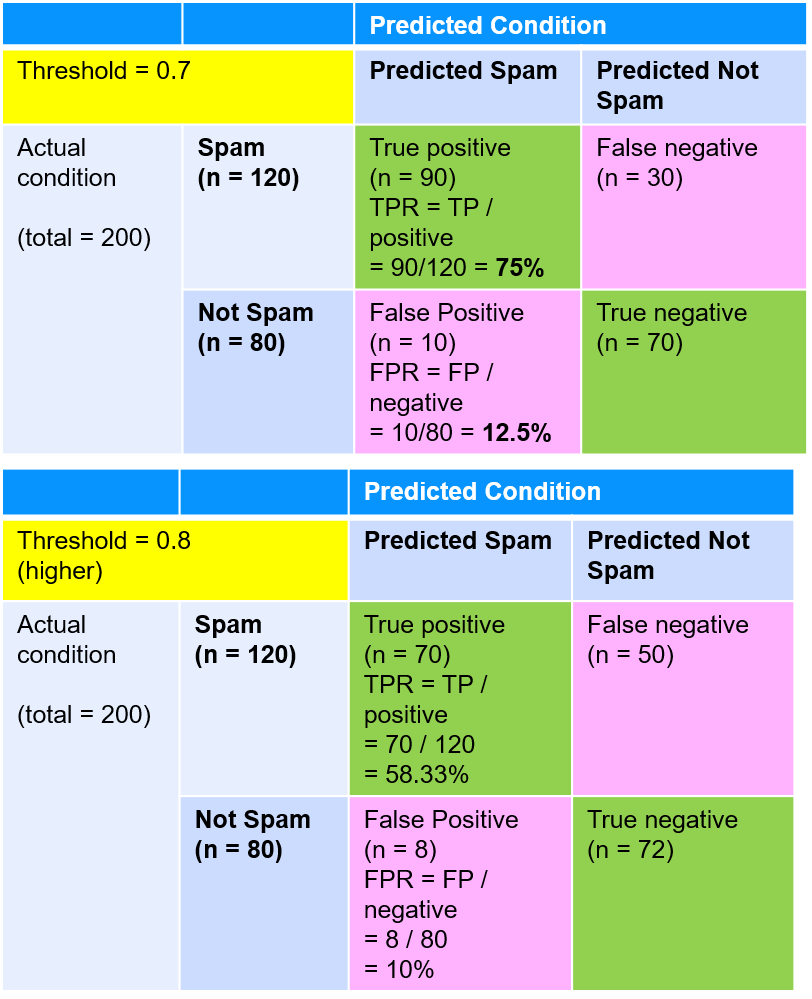 Predicted Condition
Threshold = 0.7
Predicted Spam
Predicted Not
Spam
Actual
condition
(total = 200)
Spam
(n = 120)
True positive
(n = 90)
TPR = TP /
positive
= 90/120 = 75%
False negative
(n = 30)
Not Spam
(n = 80)
False Positive
(n = 10)
FPR = FP /
negative
= 10/80 = 12.5%
True negative
(n = 70)
Predicted Condition
Threshold = 0.8
(higher)
Predicted Spam
Predicted Not
Spam
Actual
condition
(total = 200)
Spam
(n = 120)
True positive
(n = 70)
TPR = TP /
positive
= 70 / 120
= 58.33%
False negative
(n = 50)
Not Spam
(n = 80)
False Positive
(n = 8)
FPR = FP /
negative
= 8 / 80
= 10%
True negative
(n = 72)